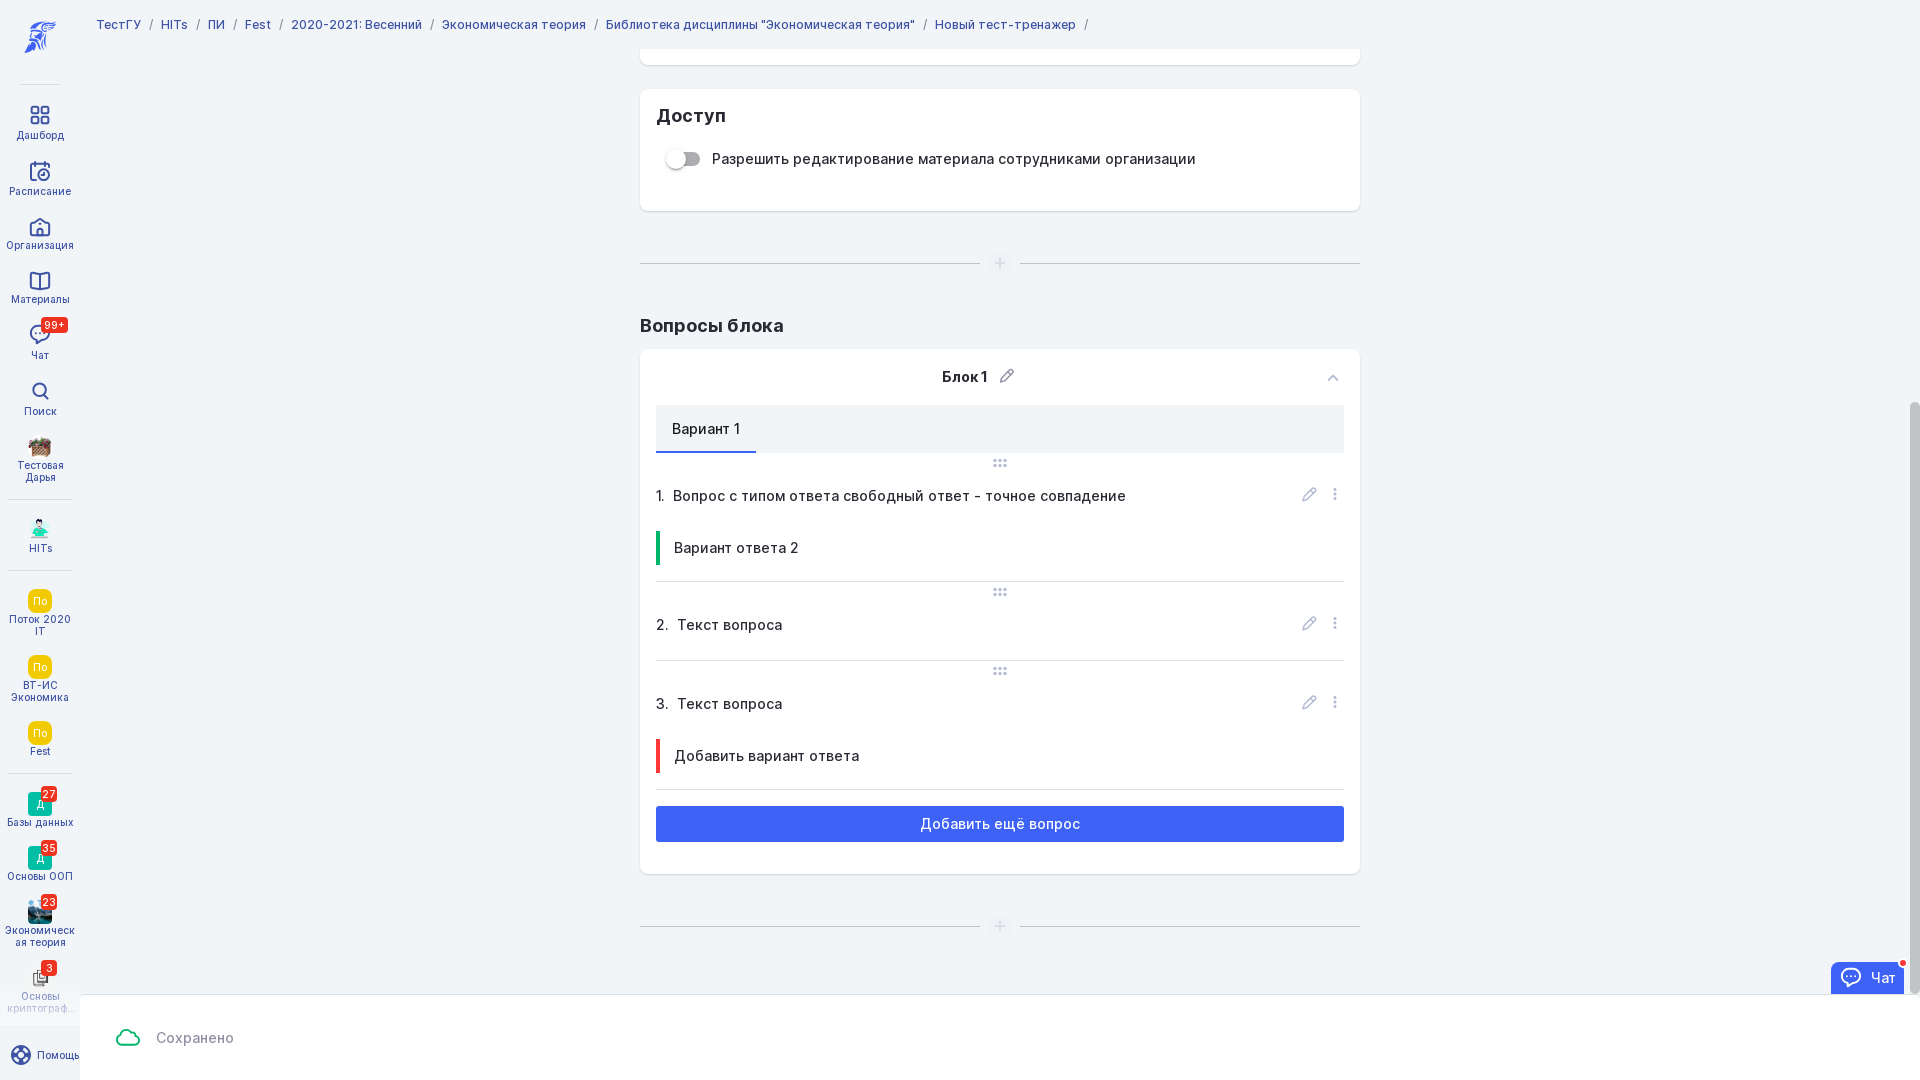 ТестГУ / HITs / ПИ / Fest / 2020-2021: Весенний / Экономическая теория / Библиотека дисциплины "Экономическая теория" / Новый тест-тренажер /
Дашборд
Расписание
Организация
Материалы
99+
Чат
Поиск
Тестовая
Дарья
HITs
По
Поток 2020
IT
По
ВТ-ИС
Экономика
По
Fest
27
Д
Базы данных
35
Д
Основы ООП
23
Экономическ
ая теория
3
Основы
криптограф...
Помощь
Доступ
Разрешить редактирование материала сотрудниками организации
Вопросы блока
Блок 1
Вариант 1
1. Вопрос с типом ответа свободный ответ - точное совпадение
Вариант ответа 2
2. Текст вопроса
3. Текст вопроса
Добавить вариант ответа
Добавить ещё вопрос
Чат
Сохранено